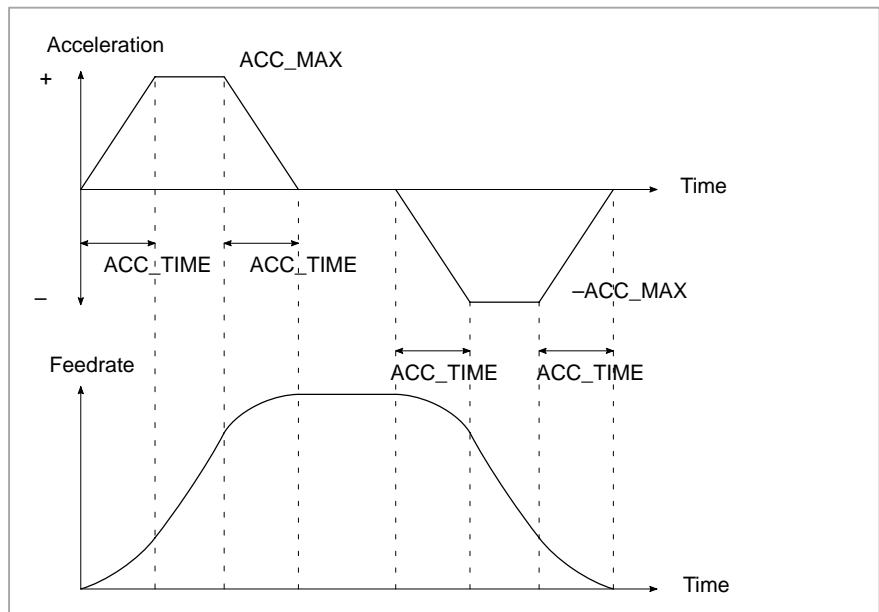 Acceleration
ACC_MAX
+
Time
ACC_TIME ACC_TIME
–ACC_MAX
–
Feedrate
ACC_TIME ACC_TIME
Time